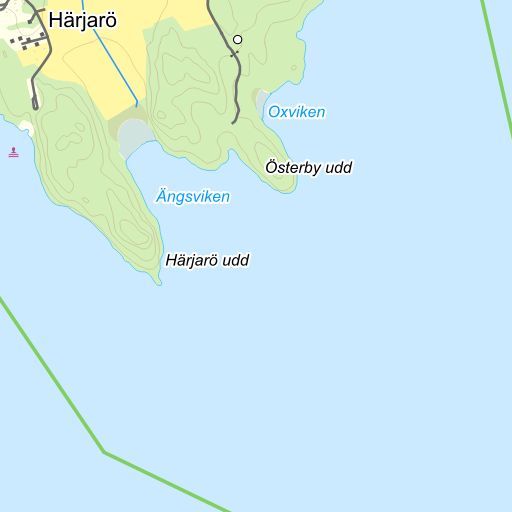 Härjarö
Oxviken
Österby udd
Ängsviken
Härjarö udd